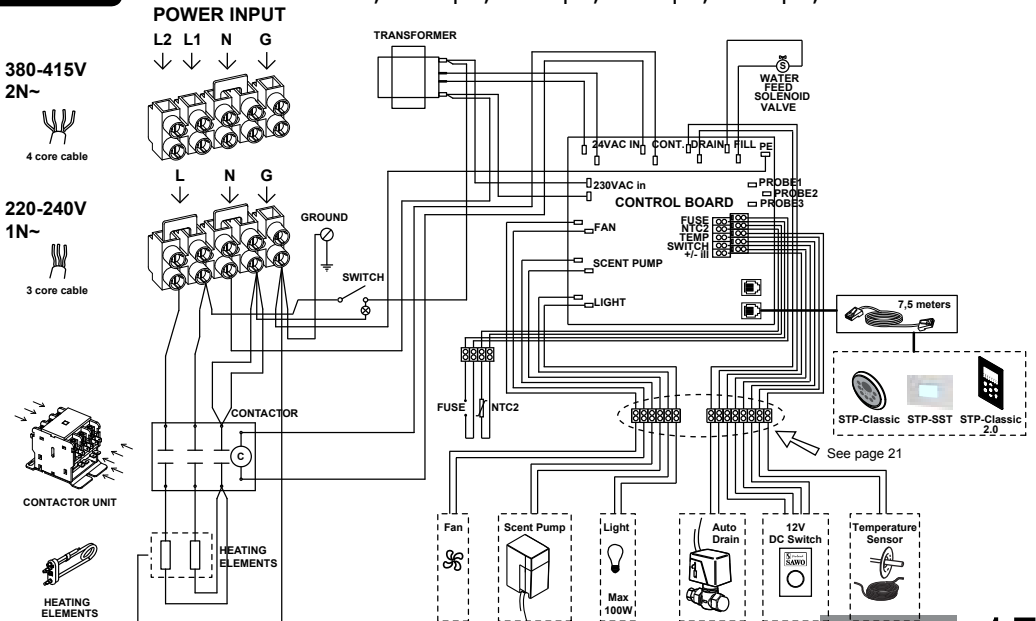 POWER INPUT
L2 L1 N G
380-415V
2N~
4 core cable
L N G
220-240V
1N~
3 core cable
GROUND
SWITCH
TRANSFORMER
S
WATER
FEED
SOLENOID
VALVE
24VAC IN CONT. DRAIN FILL PE
230VAC in
PROBE1
PROBE2
PROBE3
CONTROL BOARD
FAN
FUSE
NTC2
TEMP
SWITCH
+/- ill
SCENT PUMP
LIGHT
7,5 meters
STP-Classic STP-SST STP-Classic
2.0
FUSE NTC2
See page 21
CONTACTOR
C
CONTACTOR UNIT
HEATING
ELEMENTS
HEATING
ELEMENTS
Fan
Scent Pump
Light
Max
100W
Auto
Drain
12V
DC Switch
SAWO
Temperature
Sensor